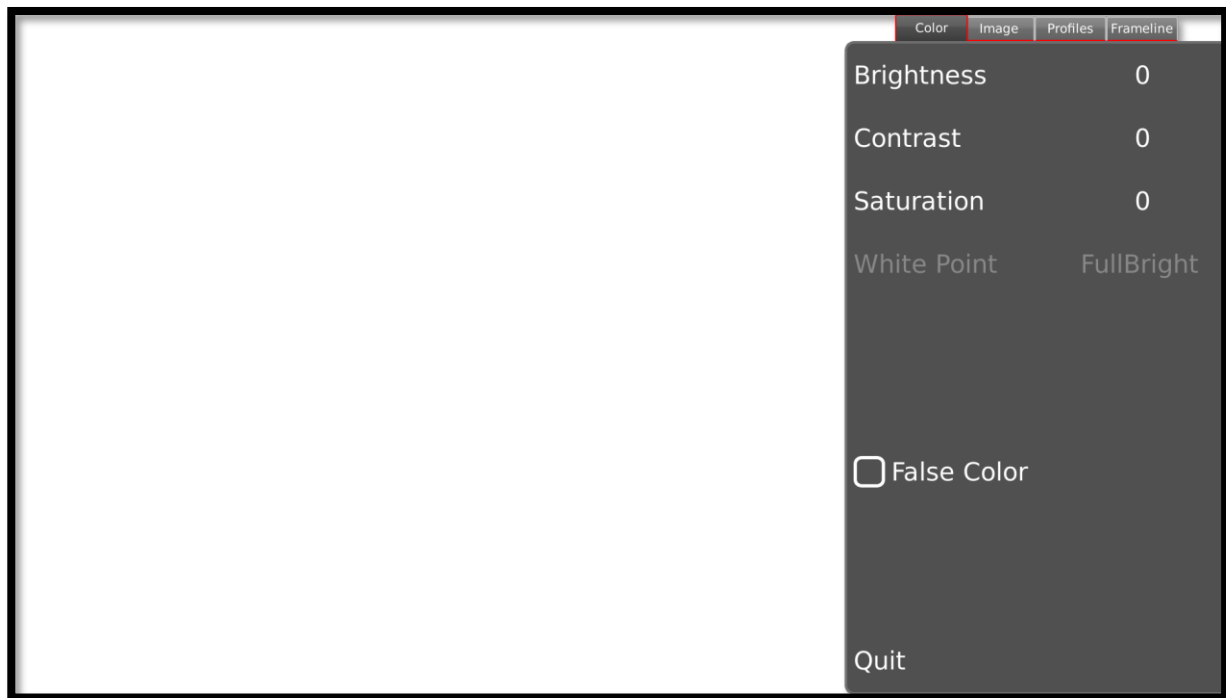 Color Image Profiles Frameline
Brightness 0
Contrast 0
Saturation 0
White Point FullBright
False Color
Quit